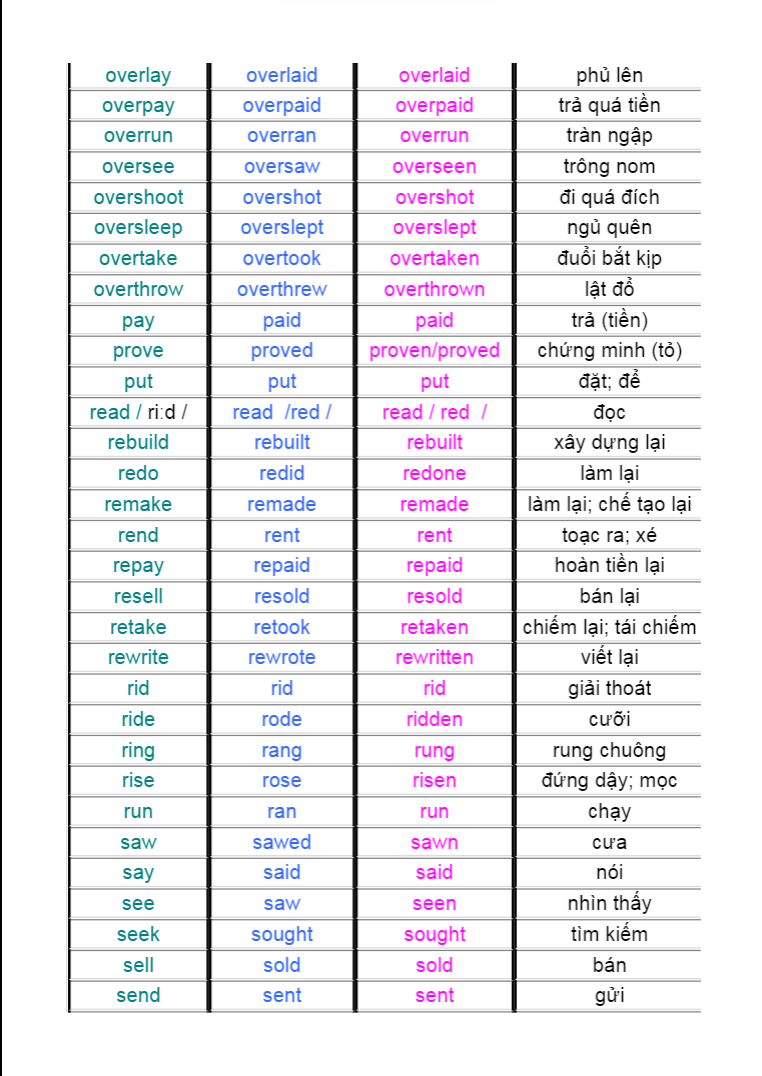 overlay overlaid overlaid phủ lên
overpay overpaid overpaid trả quá tiền
overrun overran overrun tràn ngập
oversee oversaw overseen trông nom
overshoot overshot overshot đi quá đích
oversleep overslept overslept ngủ quên
overtake overtook overtaken đuổi bắt kịp
overthrow overthrew overthrown lật đổ
pay paid paid trả (tiền)
prove proved proven/proved chứng minh (tỏ)
put put put đặt; để
read / ri:d / read /red / read / red / đọc
rebuild rebuilt rebuilt xây dựng lại
redo redid redone làm lại
remake remade remade làm lại; chế tạo lại
rend rent rent toạc ra; xé
repay repaid repaid hoàn tiền lại
resell resold resold bán lại
retake retook retaken chiếm lại; tái chiếm
rewrite rewrote rewritten viết lại
rid rid rid giải thoát
ride rode ridden cưỡi
ring rang rung rung chuông
rise rose risen đứng dậy; mọc
run ran run chạy
saw sawed sawn cưa
say said said nói
see saw seen nhìn thấy
seek sought sought tìm kiếm
sell sold sold bán
send sent sent gửi